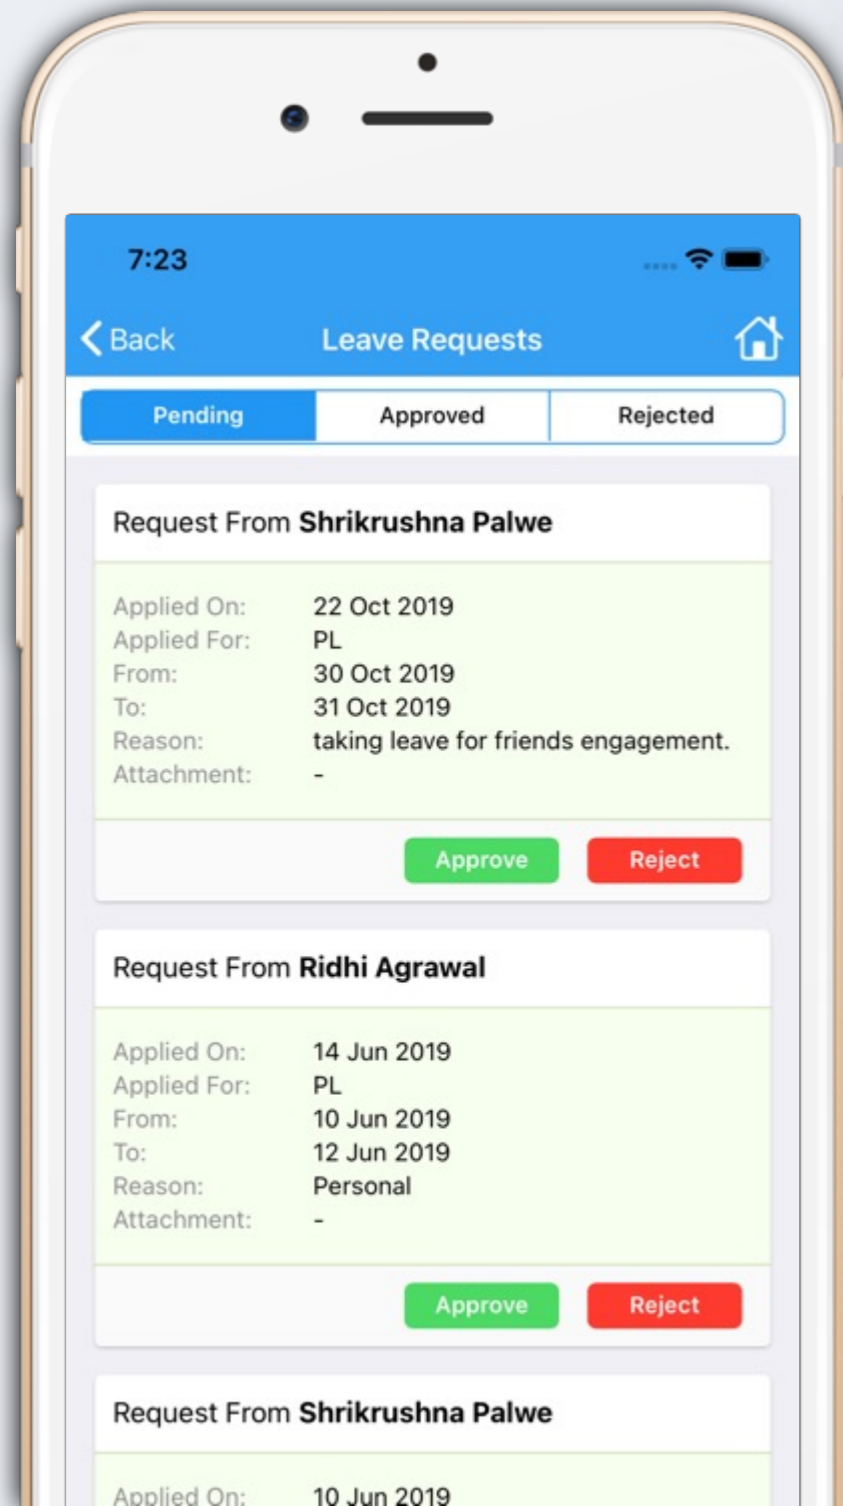 7:23
Back
Leave Requests
Pending
Approved
Rejected
Request From Shrikrushna Palwe
Applied On: 22 Oct 2019
Applied For: PL
From: 30 Oct 2019
To: 31 Oct 2019
Reason: taking leave for friends engagement.
Attachment: -
Approve
Reject
Request From Ridhi Agrawal
Applied On: 14 Jun 2019
Applied For: PL
From: 10 Jun 2019
To: 12 Jun 2019
Reason: Personal
Attachment: -
Approve
Reject
Request From Shrikrushna Palwe
Applied On: 10 Jun 2019